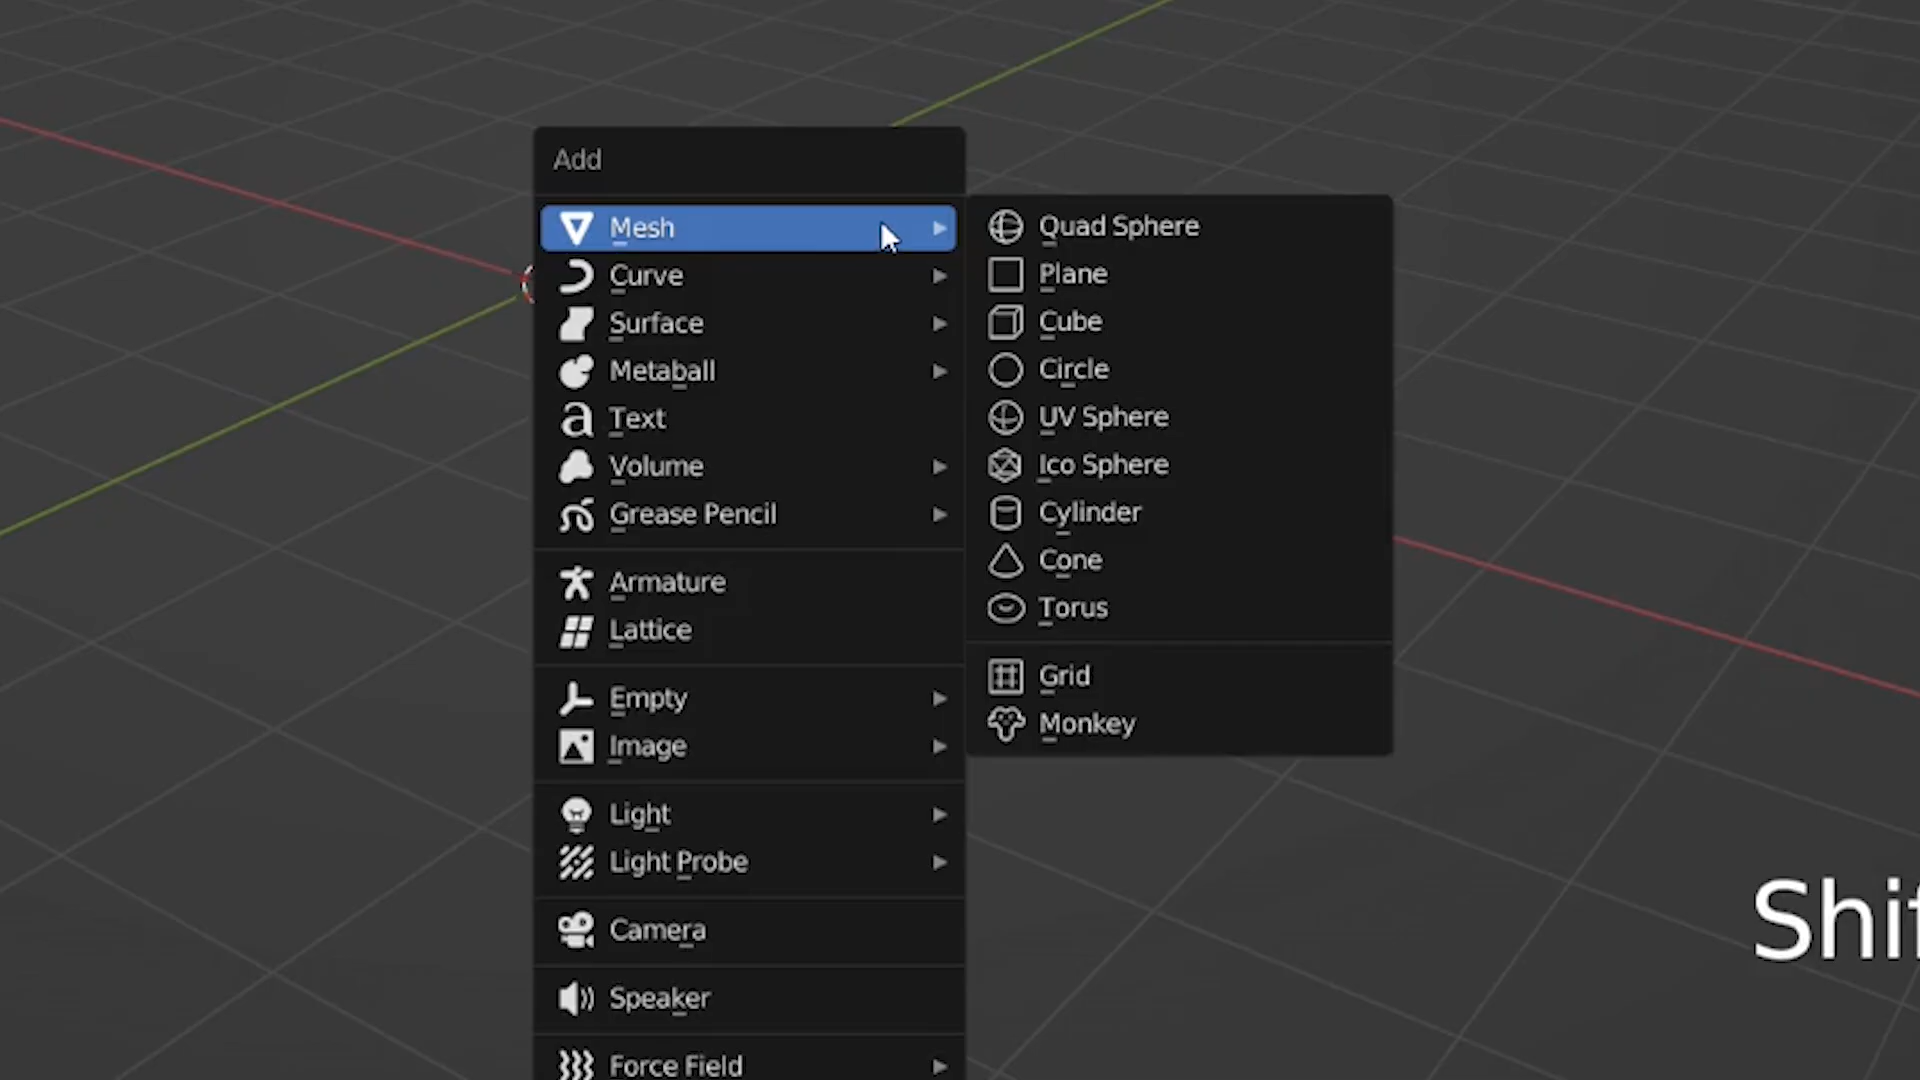 Add
Mesh
Curve
Surface
Metaball
Text
Volume
Grease Pencil
Armature
Lattice
Empty
Image
Light
Light Probe
Camera
Speaker
Force Field
Quad Sphere
Plane
Cube
Circle
UV Sphere
Ico Sphere
Cylinder
Cone
Torus
Grid
Monkey